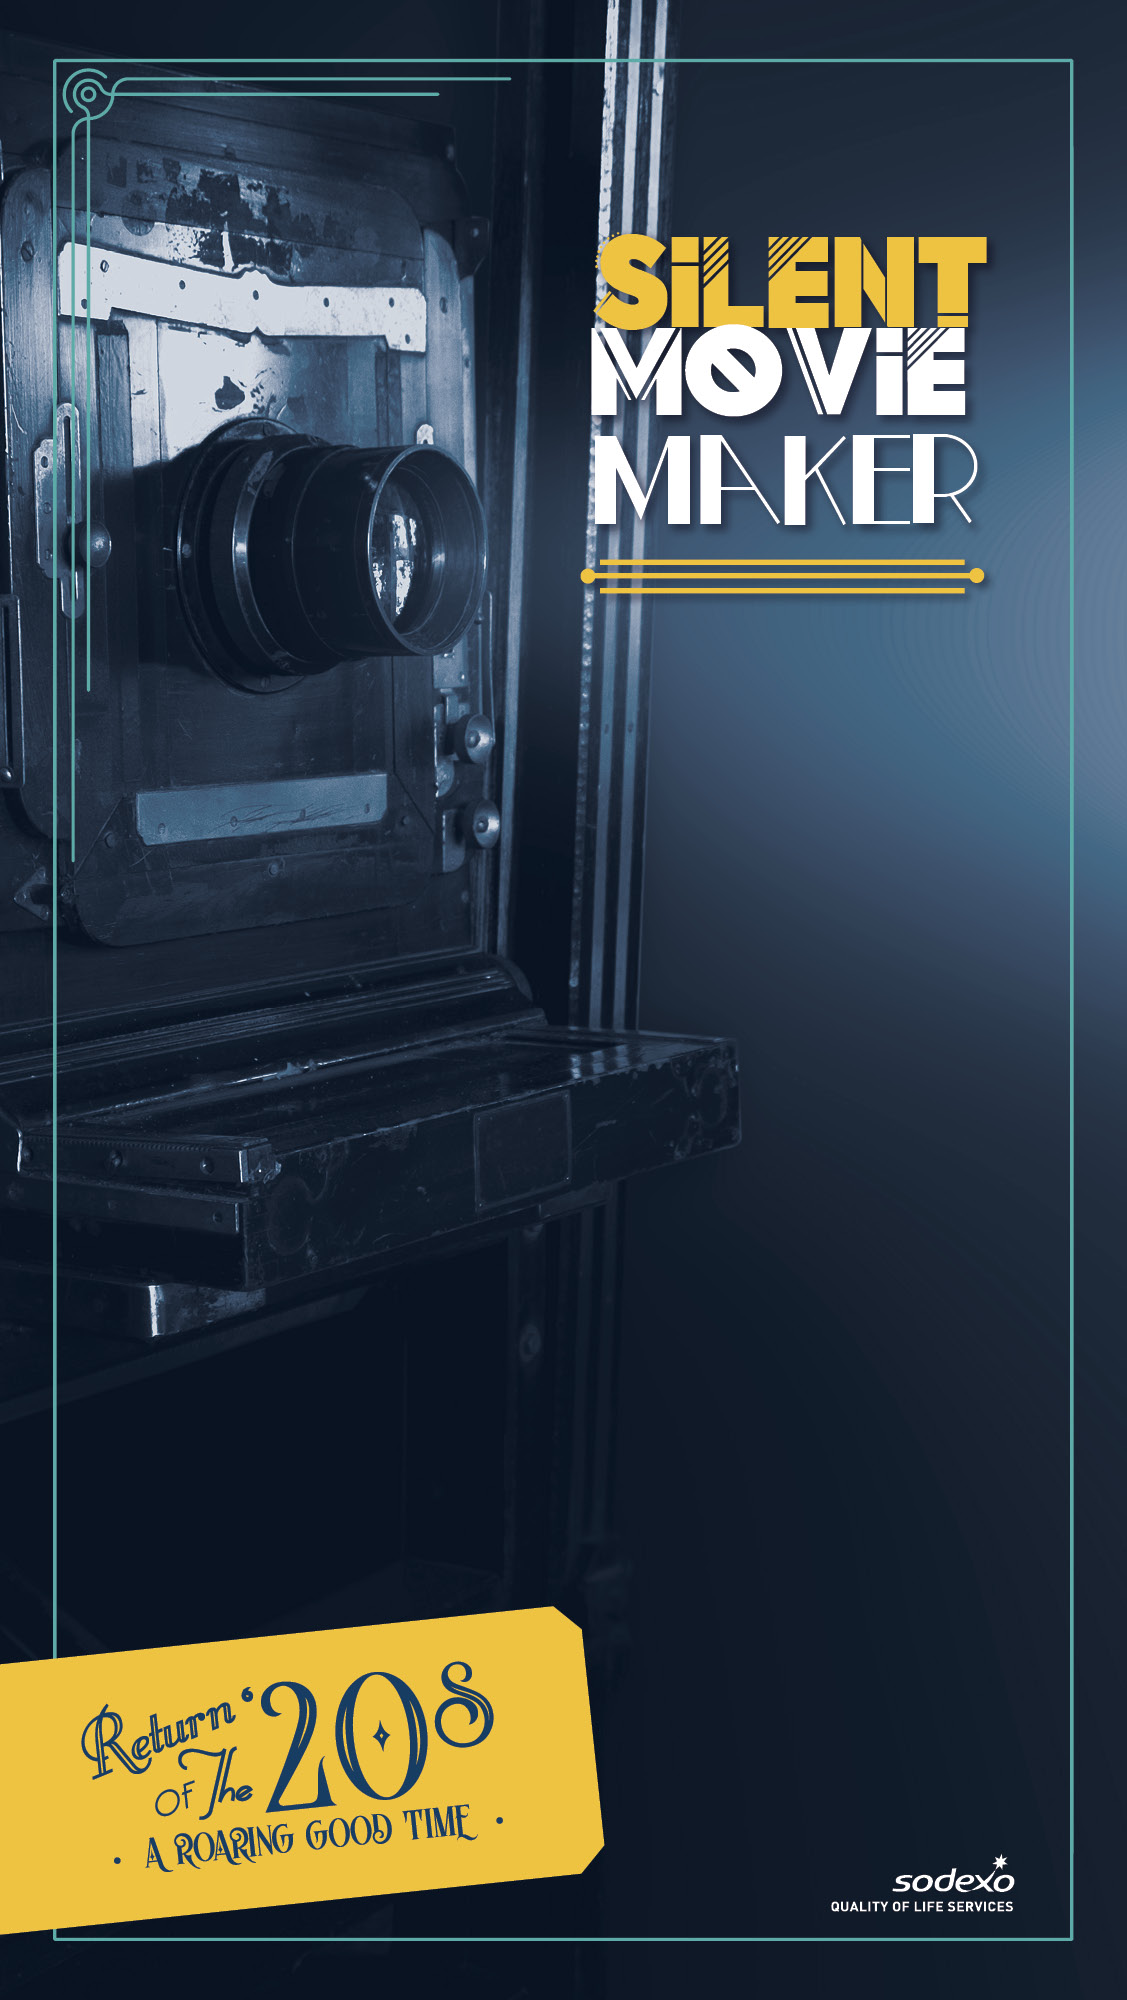 SiLENT
MOViE
MAKER
Return '20s
OF The
• A ROARING GOOD TIME •
sodexo
QUALITY OF LIFE SERVICES